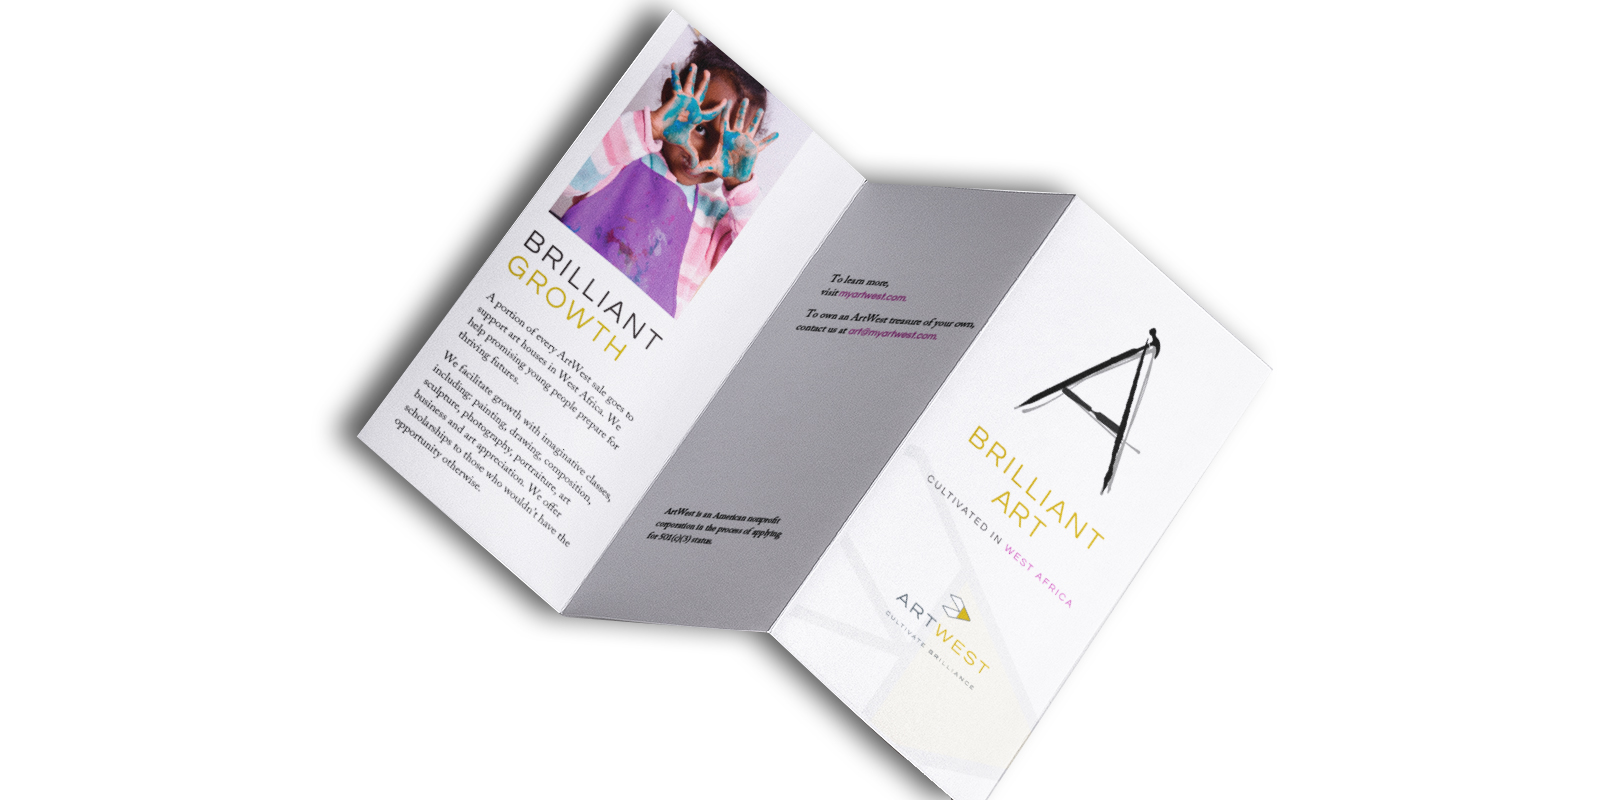 BRILLIANT
GROWTH
A portion of every ArtWest sale goes to
support art houses in West Africa. We
help promising young people prepare for
thriving futures.
We facilitate growth with imaginative classes,
including: painting, drawing, composition,
sculpture, photography, portraiture, art
business and art appreciation. We offer
scholarships to those who wouldn't have the
opportunity otherwise.
To learn more,
visit myartwest.com.
To own an ArtWest treasure of your own,
contact us at art@myartwest.com.
ArtWest is an American nonprofit
corporation in the process of applying
for 501(c)(3) status.
A
BRILLIANT
ART
CULTIVATED IN WEST AFRICA
ARTWEST
CULTIVATE BRILLIANCE